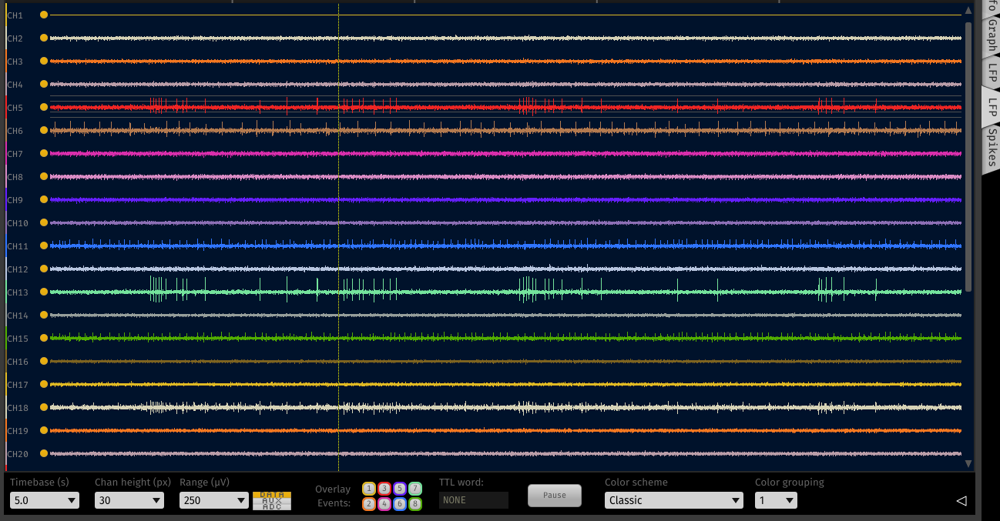 CH1
CH2
CH3
CH4
CH5
CH6
CH7
CH8
CH9
CH10
CH11
CH12
CH13
CH14
CH15
CH16
CH17
CH18
CH19
CH20
fo
Graph
LFP
LFP
Spikes
Timebase (s)
5.0
Chan height (px)
30
Range (µV)
250
DATA
AUX
ADC
Overlay
Events:
1 3 5 7
2 4 6 8
TTL word:
NONE
Pause
Color scheme
Classic
Color grouping
1